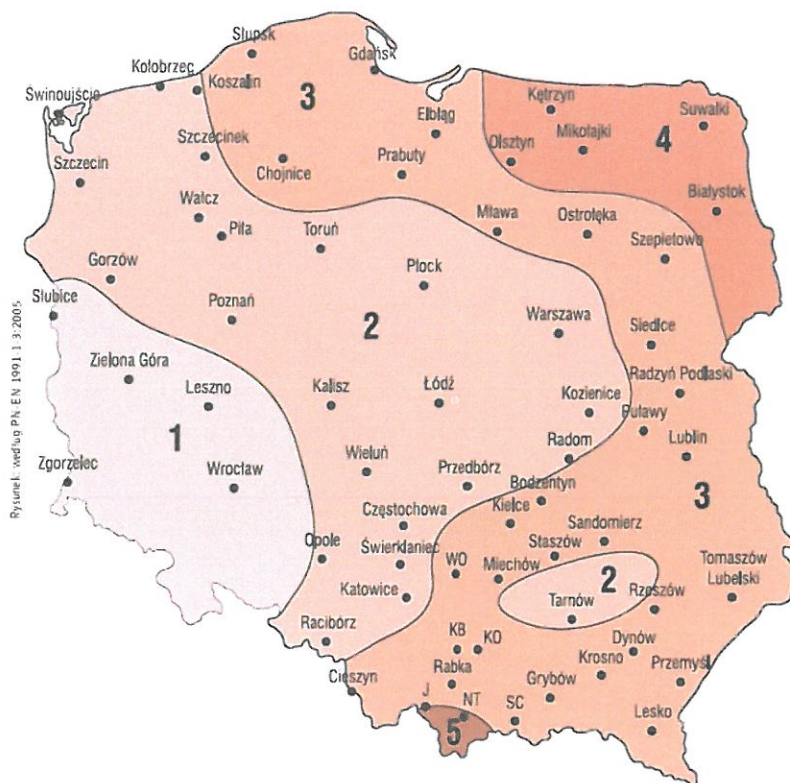 Słupsk
Gdańsk
Kołobrzeg
Koszalin
Świnoujście
3
Kętrzyn
Suwałki
Elbląg
4
Mikołajki
Olsztyn
Szczecinek
Chojnice
Prabuty
Szczecin
Białystok
Wałcz
Piła
Toruń
Mława
Ostrołęka
Szepietowo
Gorzów
Płock
Słubice
Poznań
2
Warszawa
Siedlce
Zielona Góra
Leszno
Kalisz
Łódź
Radzyń Podlaski
Kozienice
Puławy
1
Lublin
Zgorzelec
Wrocław
Wieluń
Przedbórz
Radom
Bodzentyn
3
Częstochowa
Kielce
Sandomierz
Opole
Świerklaniec
WO
Miechów
Staszów
2
Tomaszów
Lubelski
Katowice
Tarnów
Rzeszów
Racibórz
KB
KO
Dynów
Krosno
Przemyśl
Cieszyn
Rabka
Grybów
J
NT
SC
Lesko
5
Rysunek: według PN-EN 1991-1-3:2005